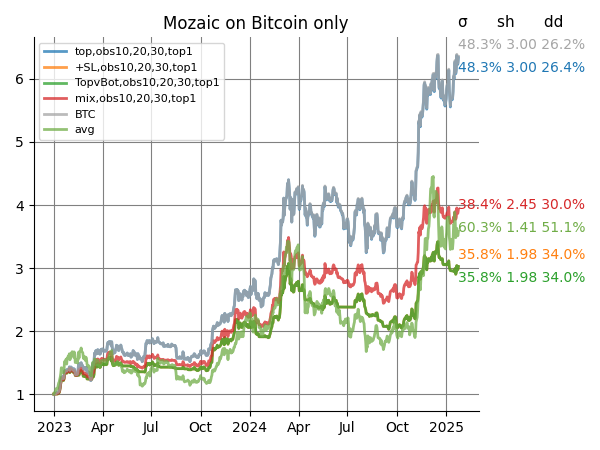 Mozaic on Bitcoin only
σ sh dd
48.3% 3.00 26.2%
48.3% 3.00 26.4%
38.4% 2.45 30.0%
60.3% 1.41 51.1%
35.8% 1.98 34.0%
35.8% 1.98 34.0%
top,obs10,20,30,top1
+SL,obs10,20,30,top1
TopvBot,obs10,20,30,top1
mix,obs10,20,30,top1
BTC
avg
6
5
4
3
2
1
2023 Apr Jul Oct 2024 Apr Jul Oct 2025